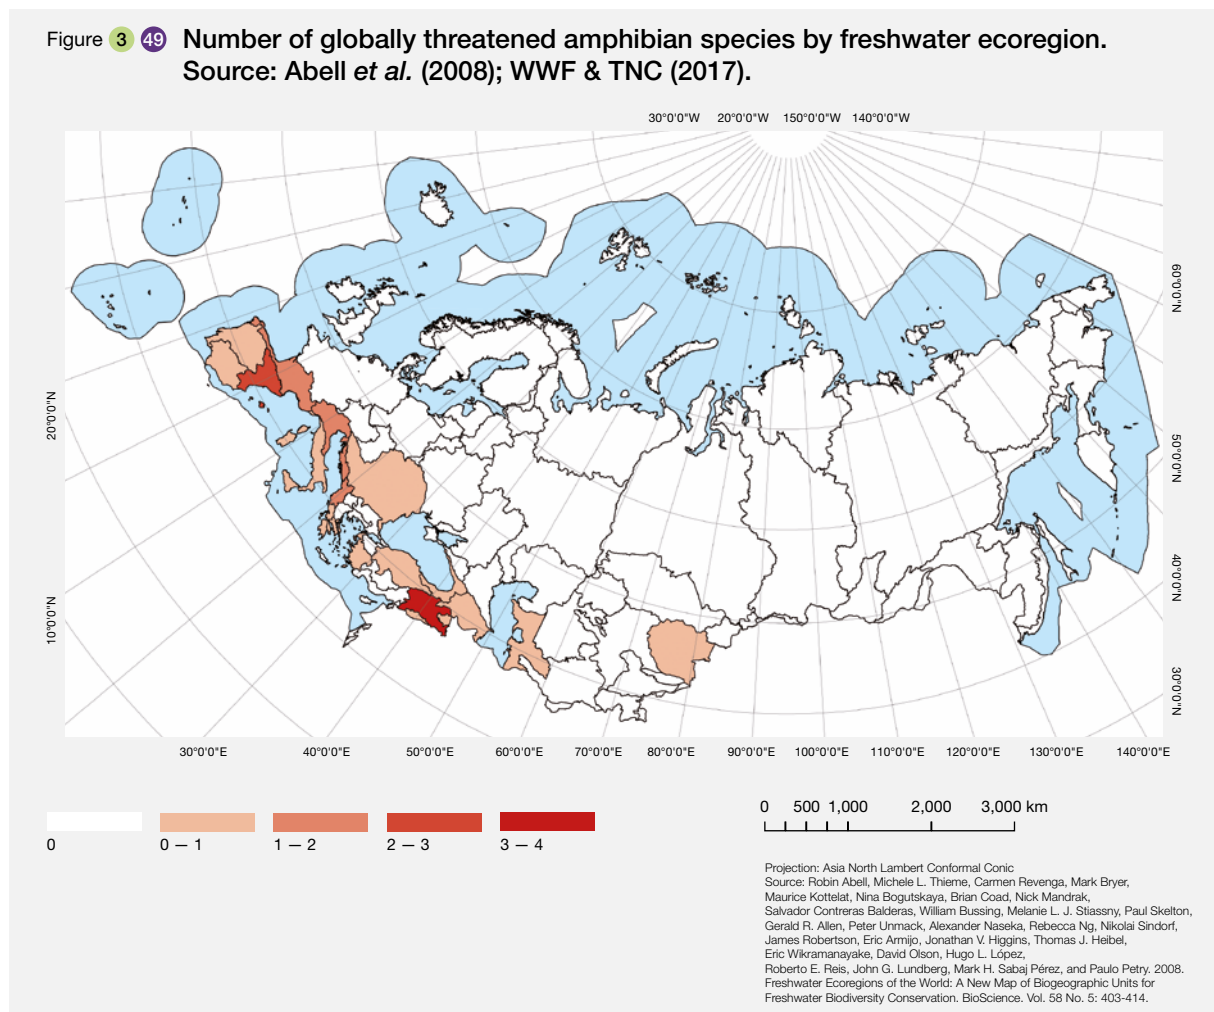 Figure 3 49 Number of globally threatened amphibian species by freshwater ecoregion.
Source: Abell et al. (2008); WWF & TNC (2017).
30°0'0"W 20°0'0"W 150°0'0"W 140°0'0"W
60°0'0"N
20°0'0"N
50°0'0"N
40°0'0"N
10°0'0"N
30°0'0"N
30°0'0"E 40°0'0"E 50°0'0"E 60°0'0"E 70°0'0"E 80°0'0"E 90°0'0"E 100°0'0"E 110°0'0"E 120°0'0"E 130°0'0"E 140°0'0"E
0 0 — 1 1 — 2 2 — 3 3 — 4
0 500 1,000 2,000 3,000 km
Projection: Asia North Lambert Conformal Conic
Source: Robin Abell, Michele L. Thieme, Carmen Revenga, Mark Bryer,
Maurice Kottelat, Nina Bogutskaya, Brian Coad, Nick Mandrak,
Salvador Contreras Balderas, William Bussing, Melanie L. J. Stiassny, Paul Skelton,
Gerald R. Allen, Peter Unmack, Alexander Naseka, Rebecca Ng, Nikolai Sindorf,
James Robertson, Eric Armijo, Jonathan V. Higgins, Thomas J. Heibel,
Eric Wikramanayake, David Olson, Hugo L. López,
Roberto E. Reis, John G. Lundberg, Mark H. Sabaj Pérez, and Paulo Petry. 2008.
Freshwater Ecoregions of the World: A New Map of Biogeographic Units for
Freshwater Biodiversity Conservation. BioScience. Vol. 58 No. 5: 403-414.